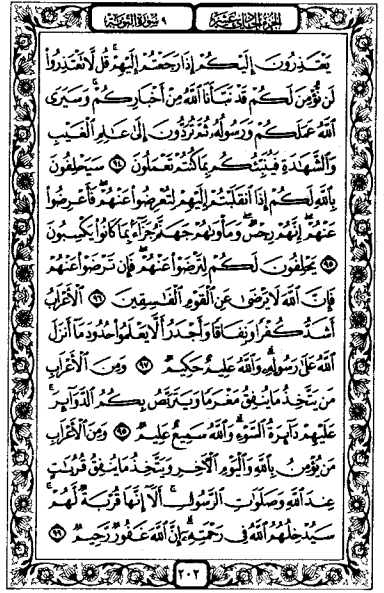 الجزء الحادي عشر ٩ سورة التوبة
يَعْتَذِرُونَ إِلَيْكُمْ إِذَا رَجَعْتُمْ إِلَيْهِمْ قُل لَّا تَعْتَذِرُوا
لَن نُّؤْمِنَ لَكُمْ قَدْ نَبَّأَنَا اللَّهُ مِنْ أَخْبَارِكُمْ وَسَيَرَى
اللَّهُ عَمَلَكُمْ وَرَسُولُهُ ثُمَّ تُرَدُّونَ إِلَىٰ عَالِمِ الْغَيْبِ
وَالشَّهَادَةِ فَيُنَبِّئُكُم بِمَا كُنتُمْ تَعْمَلُونَ ٩٤ سَيَحْلِفُونَ
بِاللَّهِ لَكُمْ إِذَا انقَلَبْتُمْ إِلَيْهِمْ لِتُعْرِضُوا عَنْهُمْ فَأَعْرِضُوا
عَنْهُمْ إِنَّهُمْ رِجْسٌ وَمَأْوَاهُمْ جَهَنَّمُ جَزَاءً بِمَا كَانُوا يَكْسِبُونَ
٩٥ يَحْلِفُونَ لَكُمْ لِتَرْضَوْا عَنْهُمْ فَإِن تَرْضَوْا عَنْهُمْ
فَإِنَّ اللَّهَ لَا يَرْضَىٰ عَنِ الْقَوْمِ الْفَاسِقِينَ ٩٦ الْأَعْرَابُ
أَشَدُّ كُفْرًا وَنِفَاقًا وَأَجْدَرُ أَلَّا يَعْلَمُوا حُدُودَ مَا أَنزَلَ
اللَّهُ عَلَىٰ رَسُولِهِ وَاللَّهُ عَلِيمٌ حَكِيمٌ ٩٧ وَمِنَ الْأَعْرَابِ
مَن يَتَّخِذُ مَا يُنفِقُ مَغْرَمًا وَيَتَرَبَّصُ بِكُمُ الدَّوَائِرَ
عَلَيْهِمْ دَائِرَةُ السَّوْءِ وَاللَّهُ سَمِيعٌ عَلِيمٌ ٩٨ وَمِنَ الْأَعْرَابِ
مَن يُؤْمِنُ بِاللَّهِ وَالْيَوْمِ الْآخِرِ وَيَتَّخِذُ مَا يُنفِقُ قُرُبَاتٍ
عِندَ اللَّهِ وَصَلَوَاتِ الرَّسُولِ أَلَا إِنَّهَا قُرْبَةٌ لَّهُمْ
سَيُدْخِلُهُمُ اللَّهُ فِي رَحْمَتِهِ إِنَّ اللَّهَ غَفُورٌ رَّحِيمٌ ٩٩
٢٠٢